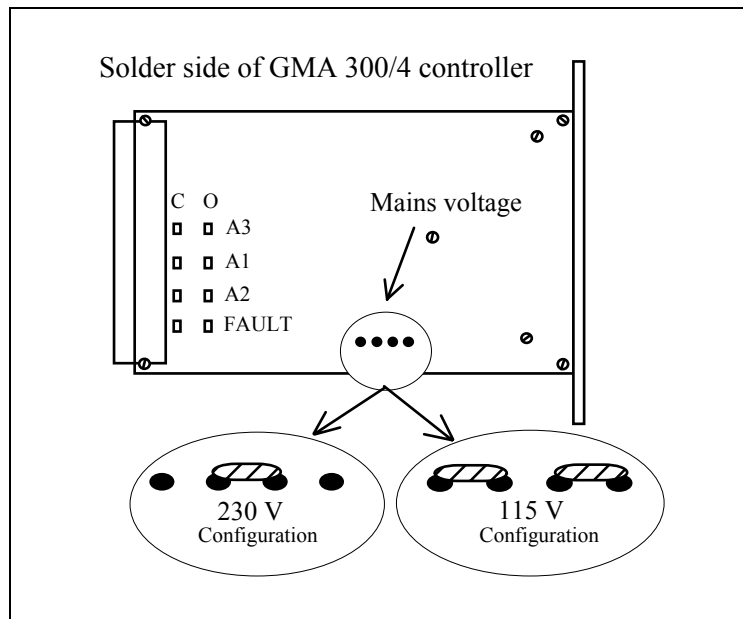 Solder side of GMA 300/4 controller
C O
Mains voltage
A3
A1
A2
FAULT
230 V
Configuration
115 V
Configuration